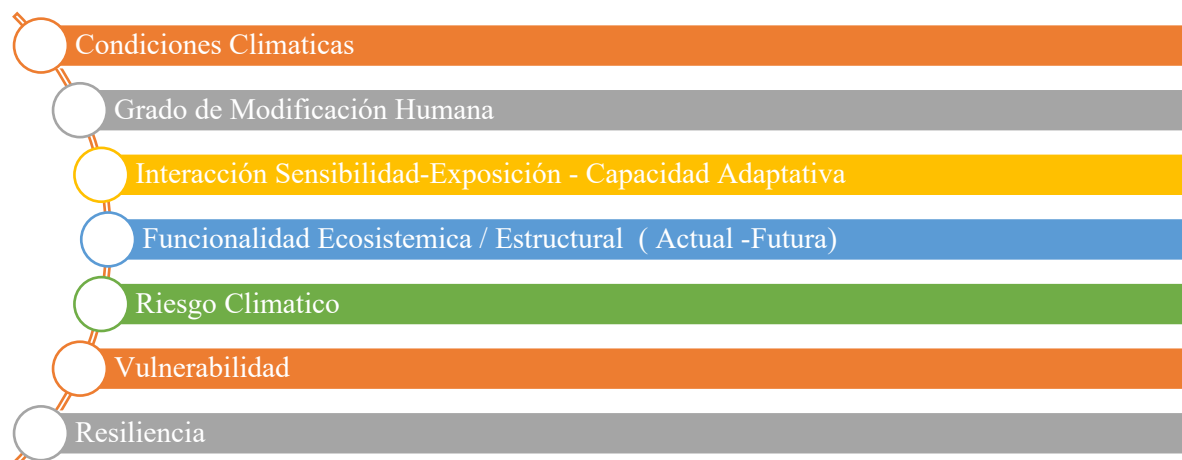 Condiciones Climaticas
Grado de Modificación Humana
Interacción Sensibilidad-Exposición - Capacidad Adaptativa
Funcionalidad Ecosistemica / Estructural  ( Actual -Futura)
Riesgo Climatico
Vulnerabilidad
Resiliencia